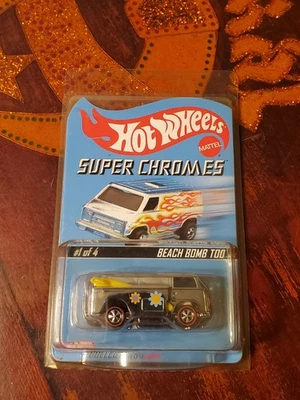 Hot Wheels
MATTEL
SUPER CHROMES
#1 of 4
BEACH BOMB TOO